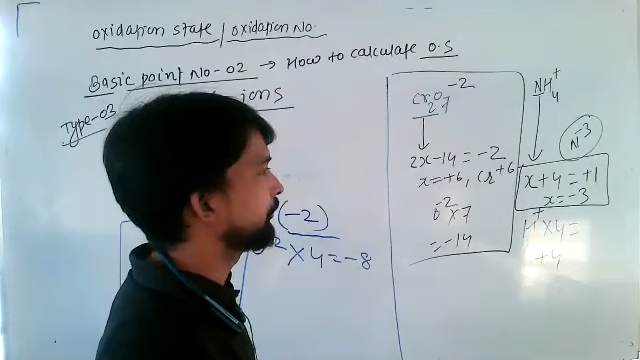 oxidation state / oxidation No.
Basic point No-02 → How to calculate O.S
Type-03 ions
(-2)
-2 × 4 = -8
Cr2O7 -2
2x-14 = -2
x = +6, Cr+6
O-2 × 7
= -14
NH4+
N-3
x+4 = +1
x = -3
H+ × 4 =
+4